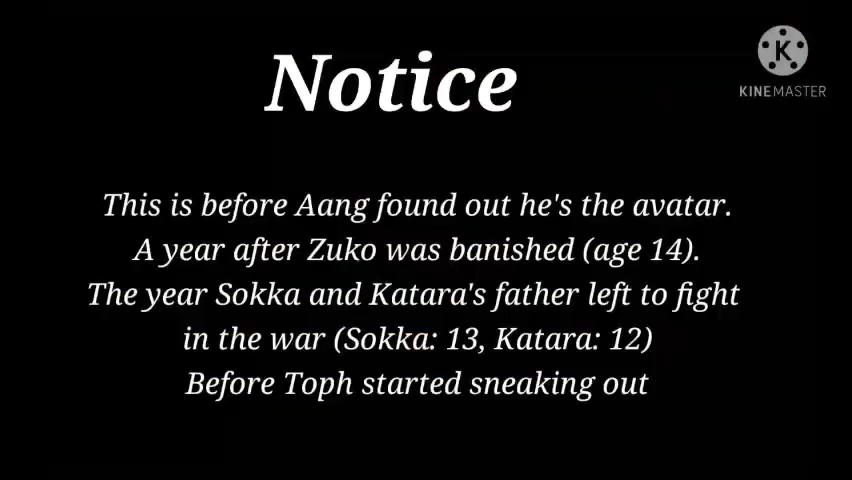 Notice
KINEMASTER
This is before Aang found out he's the avatar.
A year after Zuko was banished (age 14).
The year Sokka and Katara's father left to fight
in the war (Sokka: 13, Katara: 12)
Before Toph started sneaking out